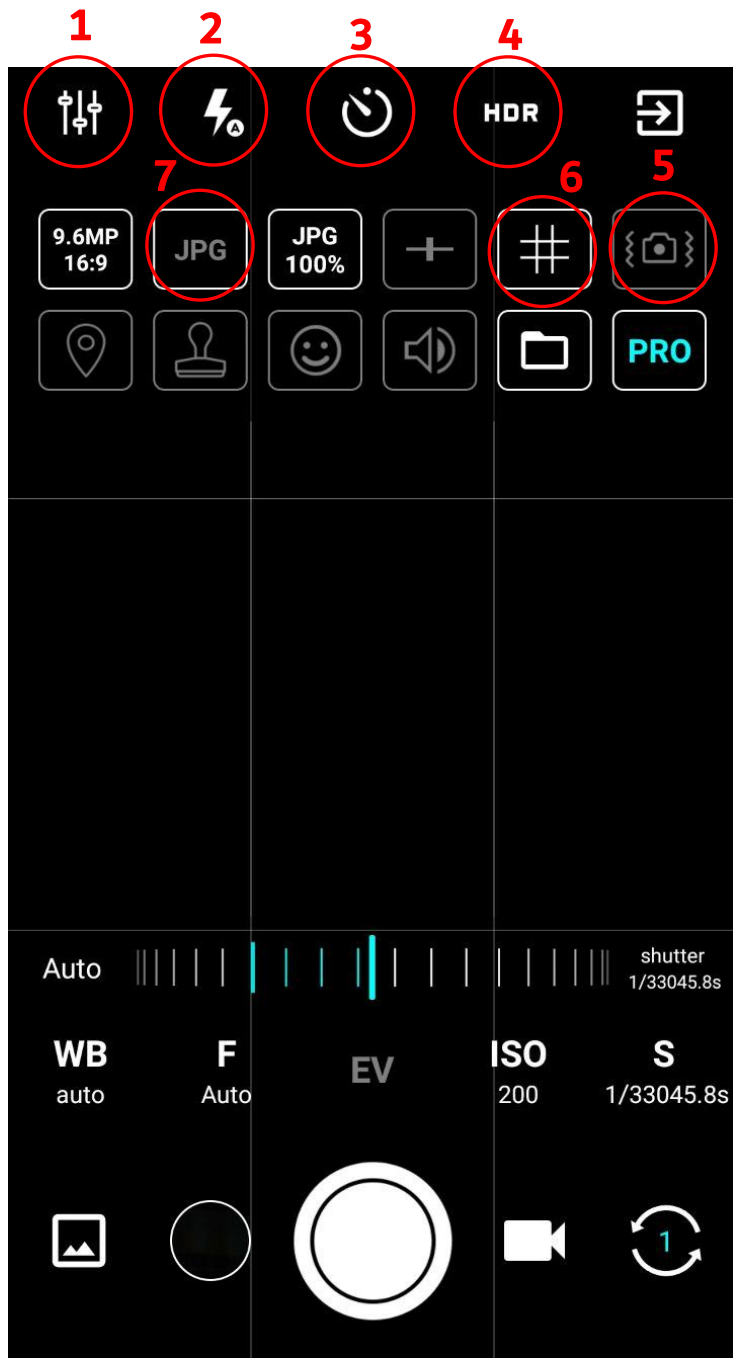 1 2 3 4
A
HDR
7 6 5
9.6MP
16:9
JPG
JPG
100%
PRO
Auto
shutter
1/33045.8s
WB
auto
F
Auto
EV
ISO
200
S
1/33045.8s
1